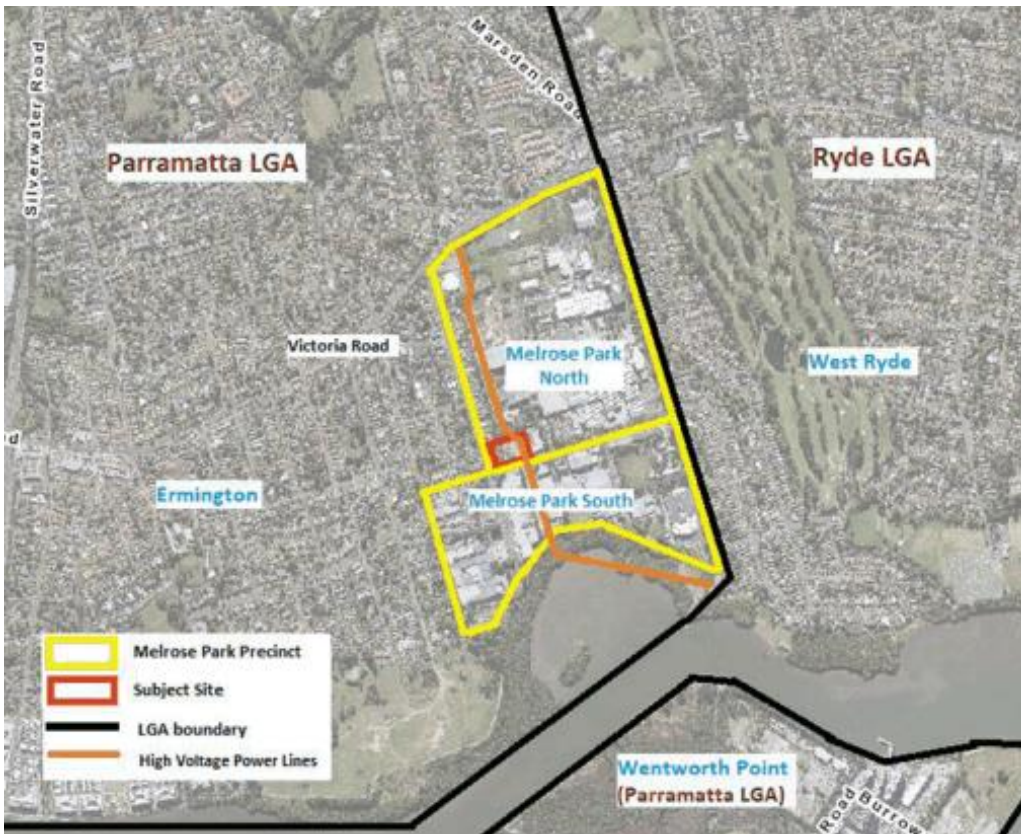 Marsden Road
Silverwater Road
Parramatta LGA
Ryde LGA
Victoria Road
Melrose Park
North
West Ryde
d
Ermington
Melrose Park South
Melrose Park Precinct
Subject Site
LGA boundary
High Voltage Power Lines
Wentworth Point
(Parramatta LGA)
Road
Burrow